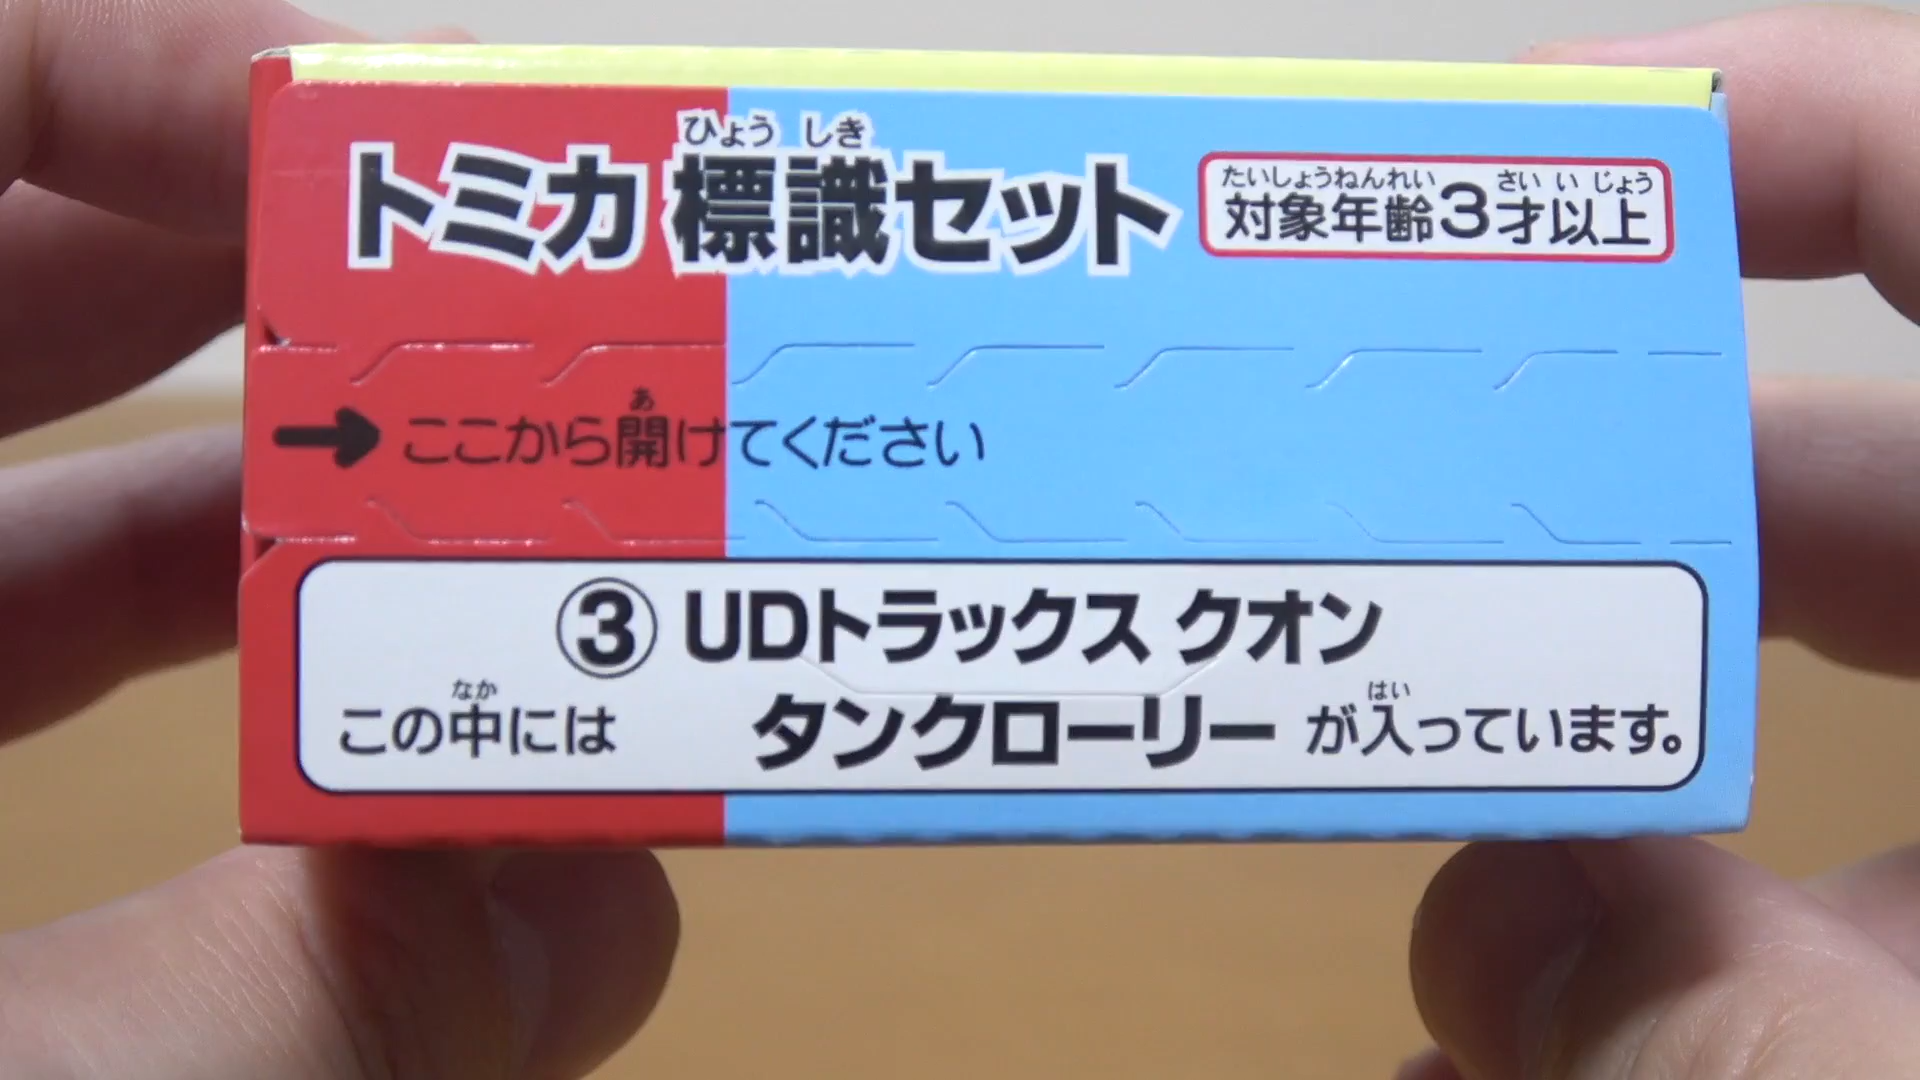 ひょう しき
トミカ 標識セット
たいしょうねんれい さい い じょう
対象年齢3才以上
あ
➡ ここから開けてください
③ UDトラックス クオン
なか はい
この中には タンクローリー が入っています。